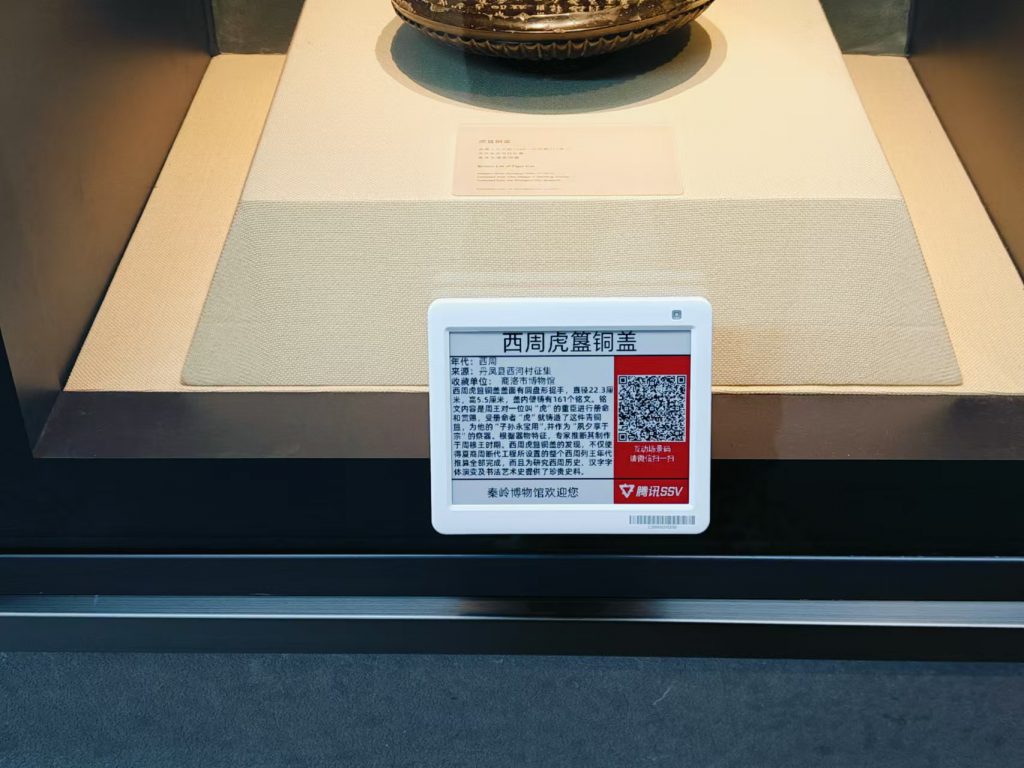 虎簋铜盖
西周虎簋铜盖
年代：西周
来源：丹凤县西河村征集
收藏单位：商洛市博物馆
西周虎簋铜盖盖面有圆盘形捉手，直径22.3厘
米，高5.5厘米，盖内壁铸有161个铭文。铭
文内容是周王对一位叫“虎”的重臣进行册命
和赏赐，受册命者“虎”就铸造了这件青铜
簋，为他的“子孙永宝用”，并作为“夙夕享于
宗”的祭器。根据器物特征，专家推断其制作
于周穆王时期。西周虎簋铜盖的发现，不仅使
得夏商周断代工程所设置的整个西周列王年代
推算全部完成，而且为研究西周历史、汉字字
体演变及书法艺术史提供了珍贵史料。
互动场景码
请微信扫一扫
秦岭博物馆欢迎您
腾讯SSV